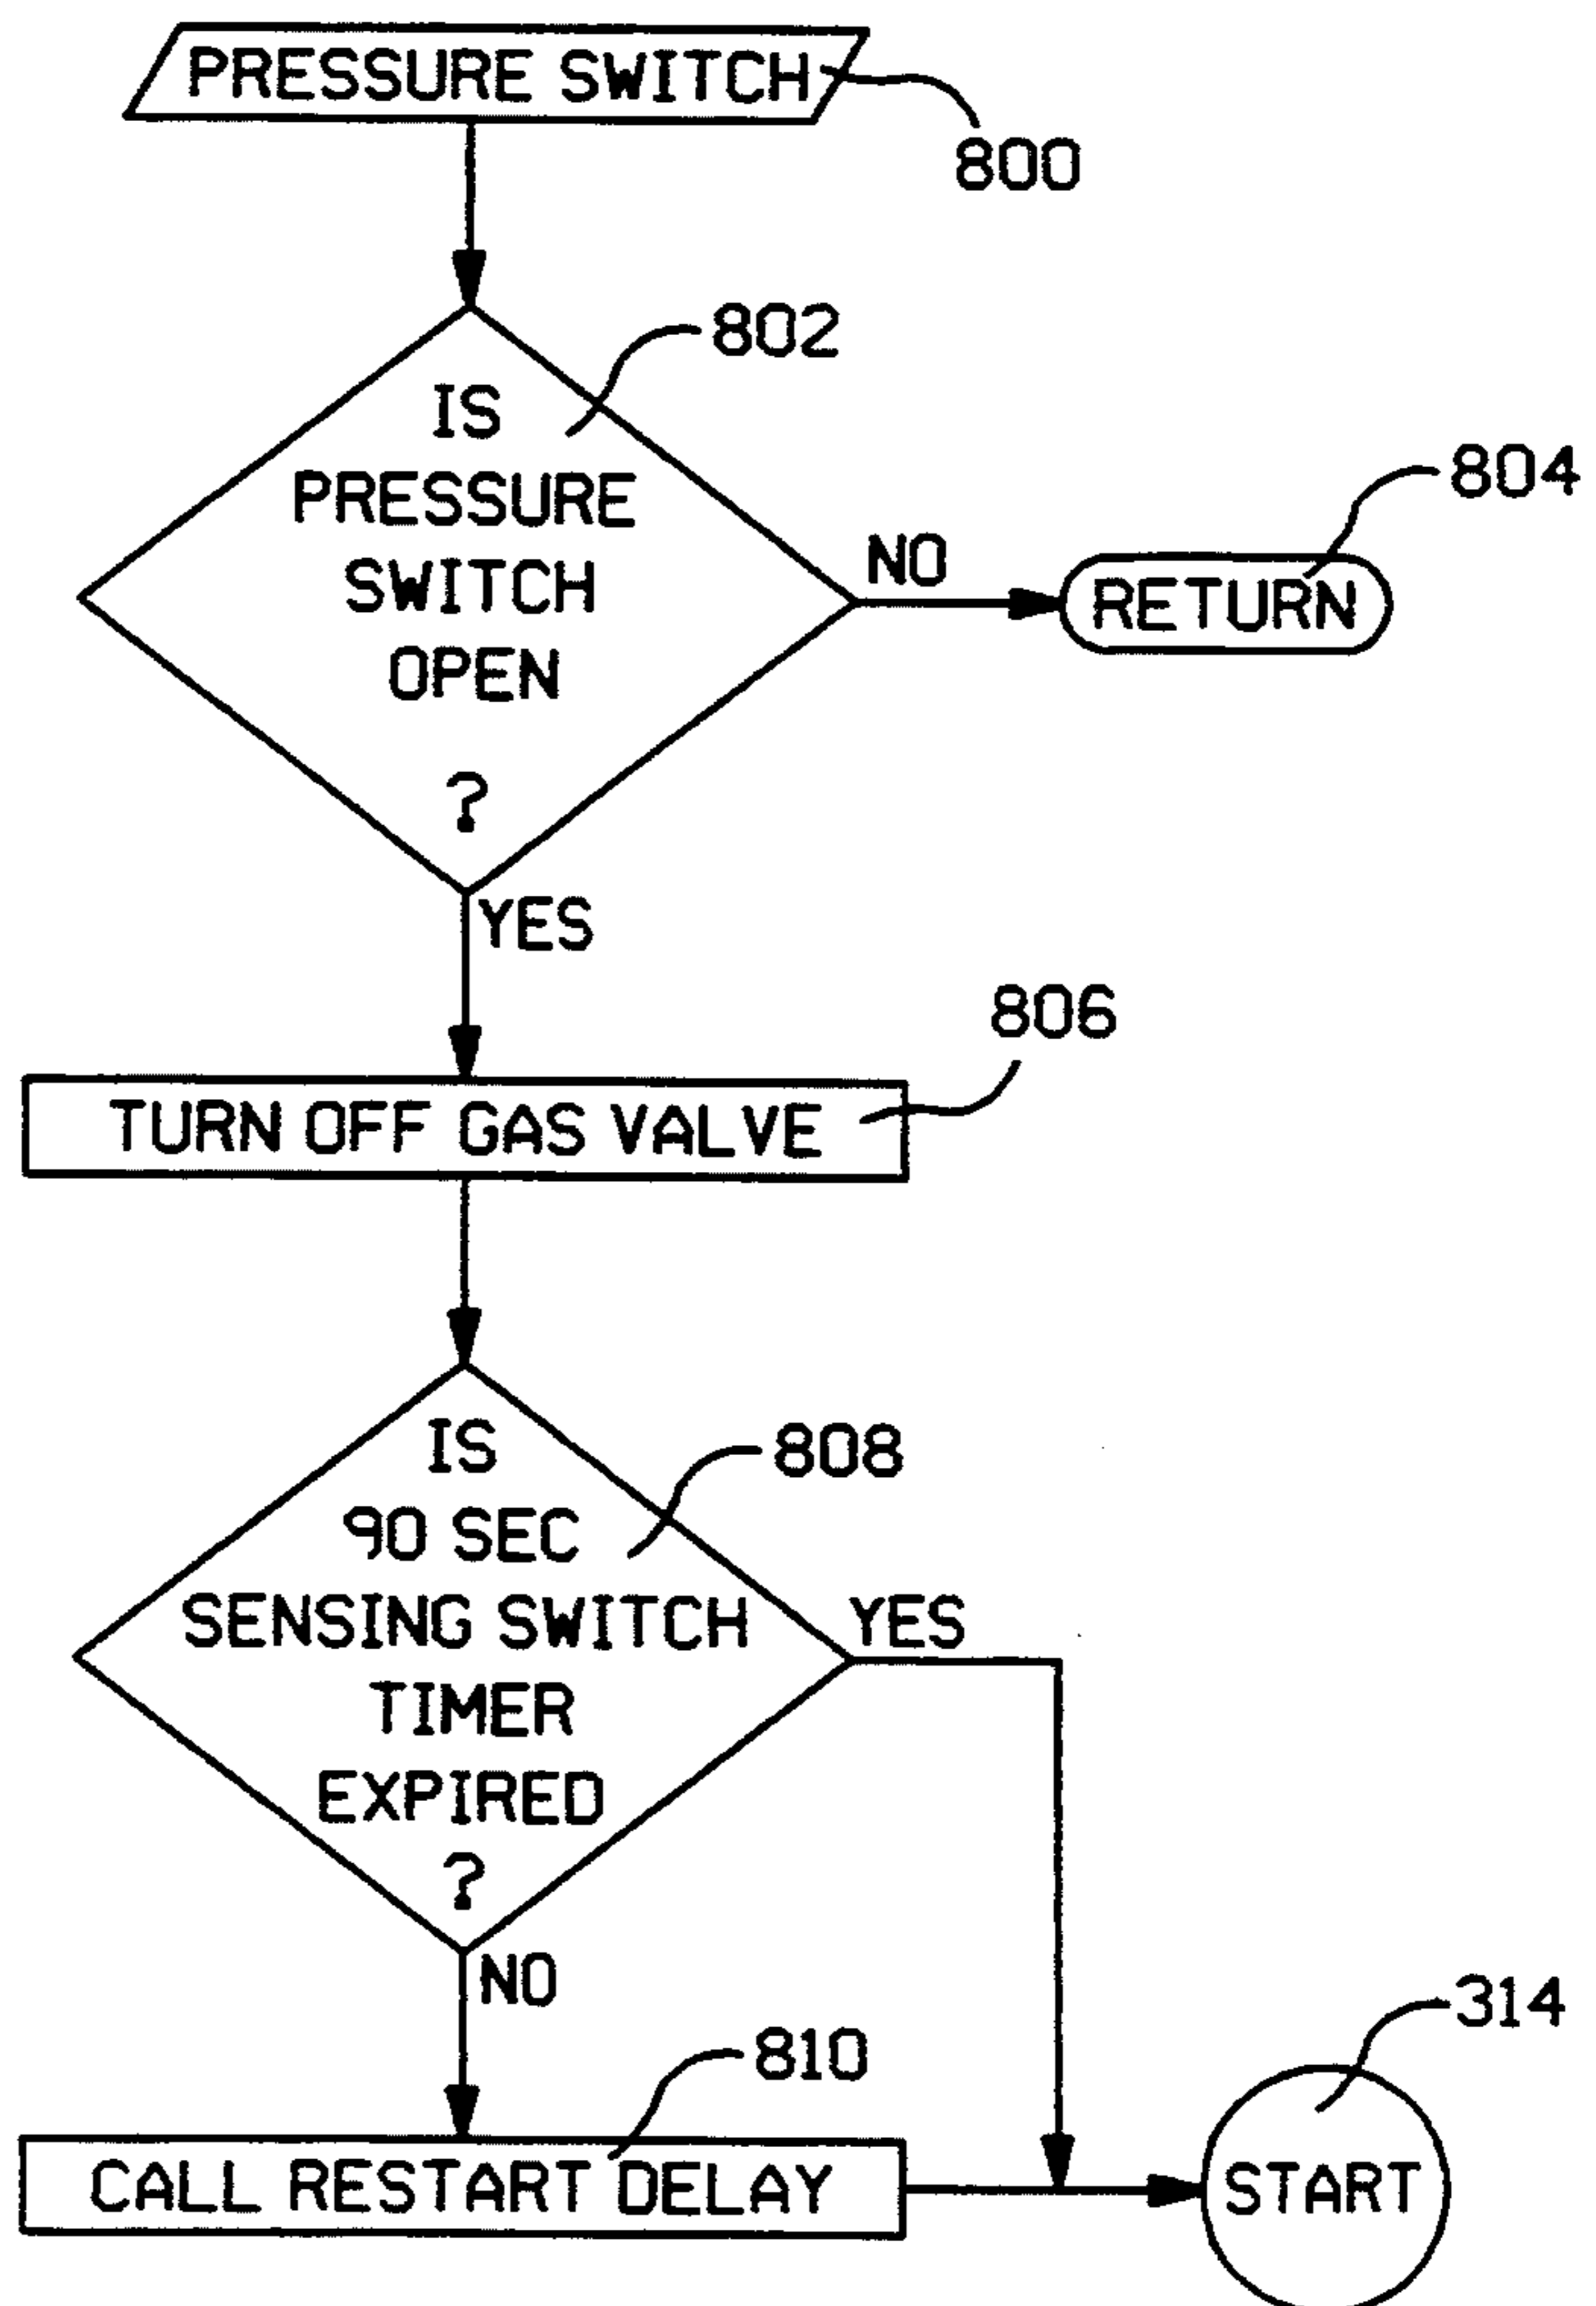 PRESSURE SWITCH
800
802
IS
PRESSURE
SWITCH
OPEN
?
NO
804
RETURN
YES
806
TURN OFF GAS VALVE
808
IS
90 SEC
SENSING SWITCH
TIMER
EXPIRED
?
YES
NO
810
CALL RESTART DELAY
314
START